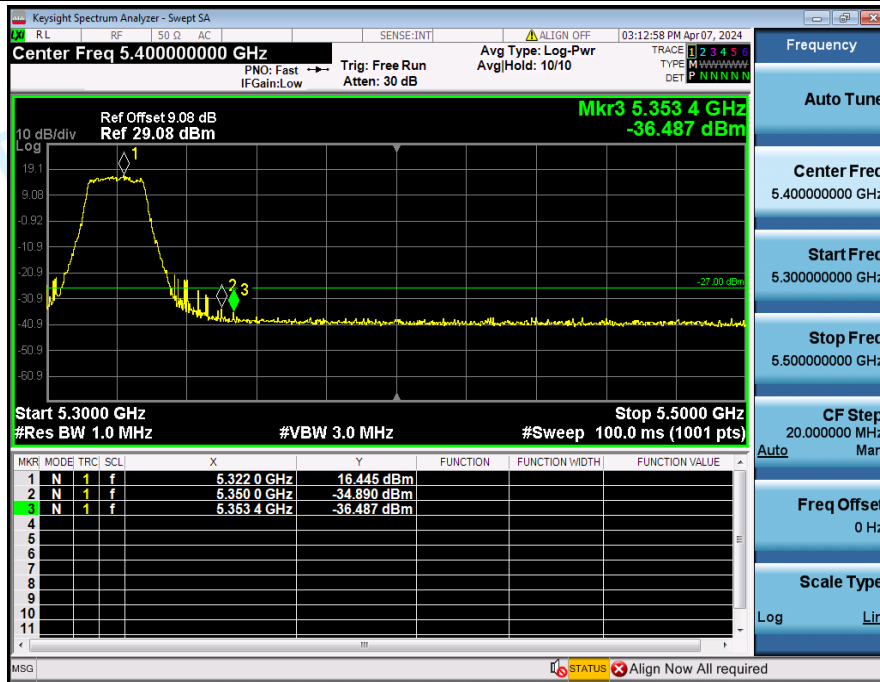 Keysight Spectrum Analyzer - Swept SA
LXI RL RF 50 Ω AC SENSE:INT ALIGN OFF 03:12:58 PM Apr 07, 2024
Center Freq 5.400000000 GHz
PNO: Fast
IFGain:Low
Trig: Free Run
Atten: 30 dB
Avg Type: Log-Pwr
Avg|Hold: 10/10
TRACE 1 2 3 4 5 6
TYPE M WWWWW
DET P N N N N N
Ref Offset 9.08 dB
Ref 29.08 dBm
10 dB/div
Log
Mkr3 5.353 4 GHz
-36.487 dBm
19.1
9.08
-0.92
-10.9
-20.9
-30.9
-40.9
-50.9
-60.9
1
2
3
-27.00 dBm
Start 5.3000 GHz Stop 5.5000 GHz
#Res BW 1.0 MHz #VBW 3.0 MHz #Sweep 100.0 ms (1001 pts)
MKR MODE TRC SCL X Y FUNCTION FUNCTION WIDTH FUNCTION VALUE
1 N 1 f 5.322 0 GHz 16.445 dBm
2 N 1 f 5.350 0 GHz -34.890 dBm
3 N 1 f 5.353 4 GHz -36.487 dBm
4
5
6
7
8
9
10
11
MSG STATUS Align Now All required
Frequency
Auto Tune
Center Freq
5.400000000 GHz
Start Freq
5.300000000 GHz
Stop Freq
5.500000000 GHz
CF Step
20.000000 MHz
Auto Man
Freq Offset
0 Hz
Scale Type
Log Lin